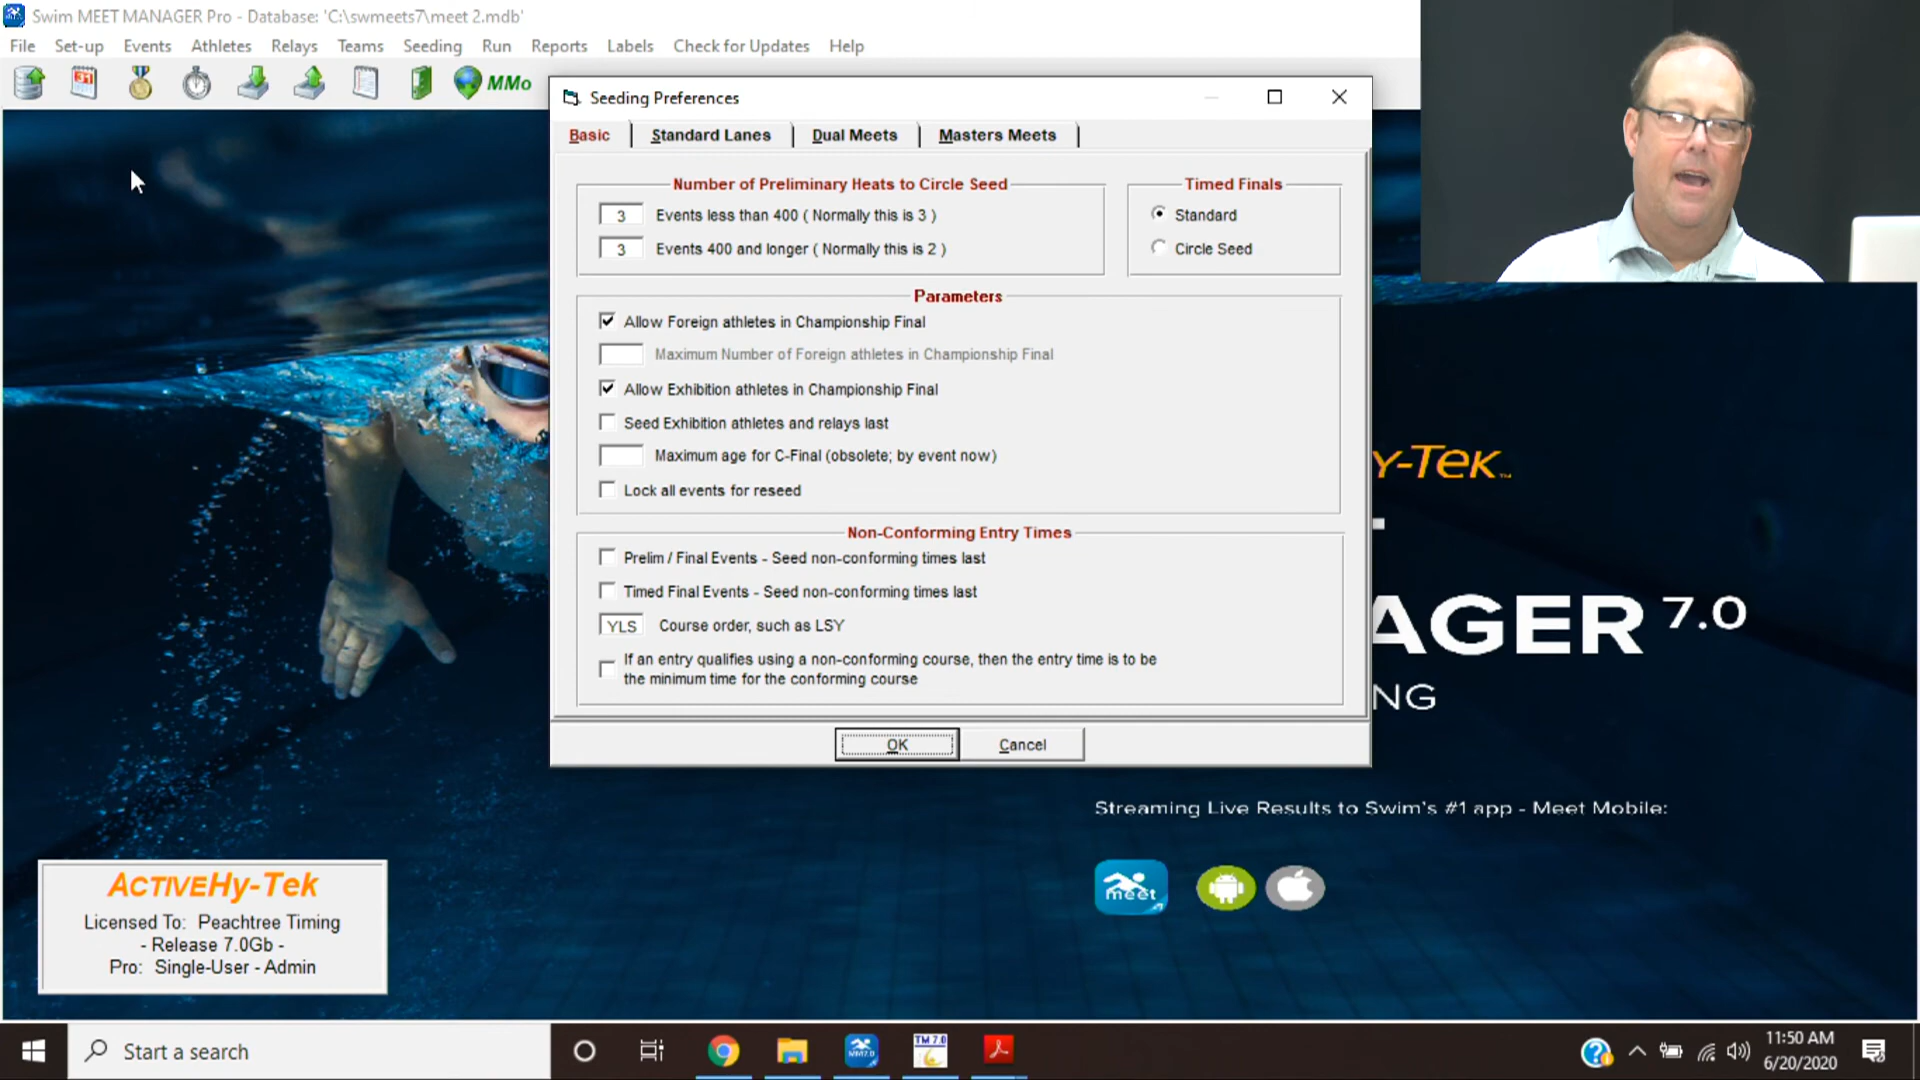 Swim MEET MANAGER Pro - Database: 'C:\swmeets7\meet 2.mdb'
File Set-up Events Athletes Relays Teams Seeding Run Reports Labels Check for Updates Help
31
MMo
Seeding Preferences
Basic Standard Lanes Dual Meets Masters Meets
Number of Preliminary Heats to Circle Seed
3 Events less than 400 ( Normally this is 3 )
3 Events 400 and longer ( Normally this is 2 )
Timed Finals
Standard
Circle Seed
Parameters
Allow Foreign athletes in Championship Final
Maximum Number of Foreign athletes in Championship Final
Allow Exhibition athletes in Championship Final
Seed Exhibition athletes and relays last
Maximum age for C-Final (obsolete; by event now)
Lock all events for reseed
Non-Conforming Entry Times
Prelim / Final Events - Seed non-conforming times last
Timed Final Events - Seed non-conforming times last
YLS Course order, such as LSY
If an entry qualifies using a non-conforming course, then the entry time is to be
the minimum time for the conforming course
OK Cancel
Y-TEK™
AGER 7.0
NG
Streaming Live Results to Swim's #1 app - Meet Mobile:
meet
ACTIVEHy-Tek
Licensed To: Peachtree Timing
- Release 7.0Gb -
Pro: Single-User - Admin
Start a search
MM7.0
TM 7.0
11:50 AM
6/20/2020